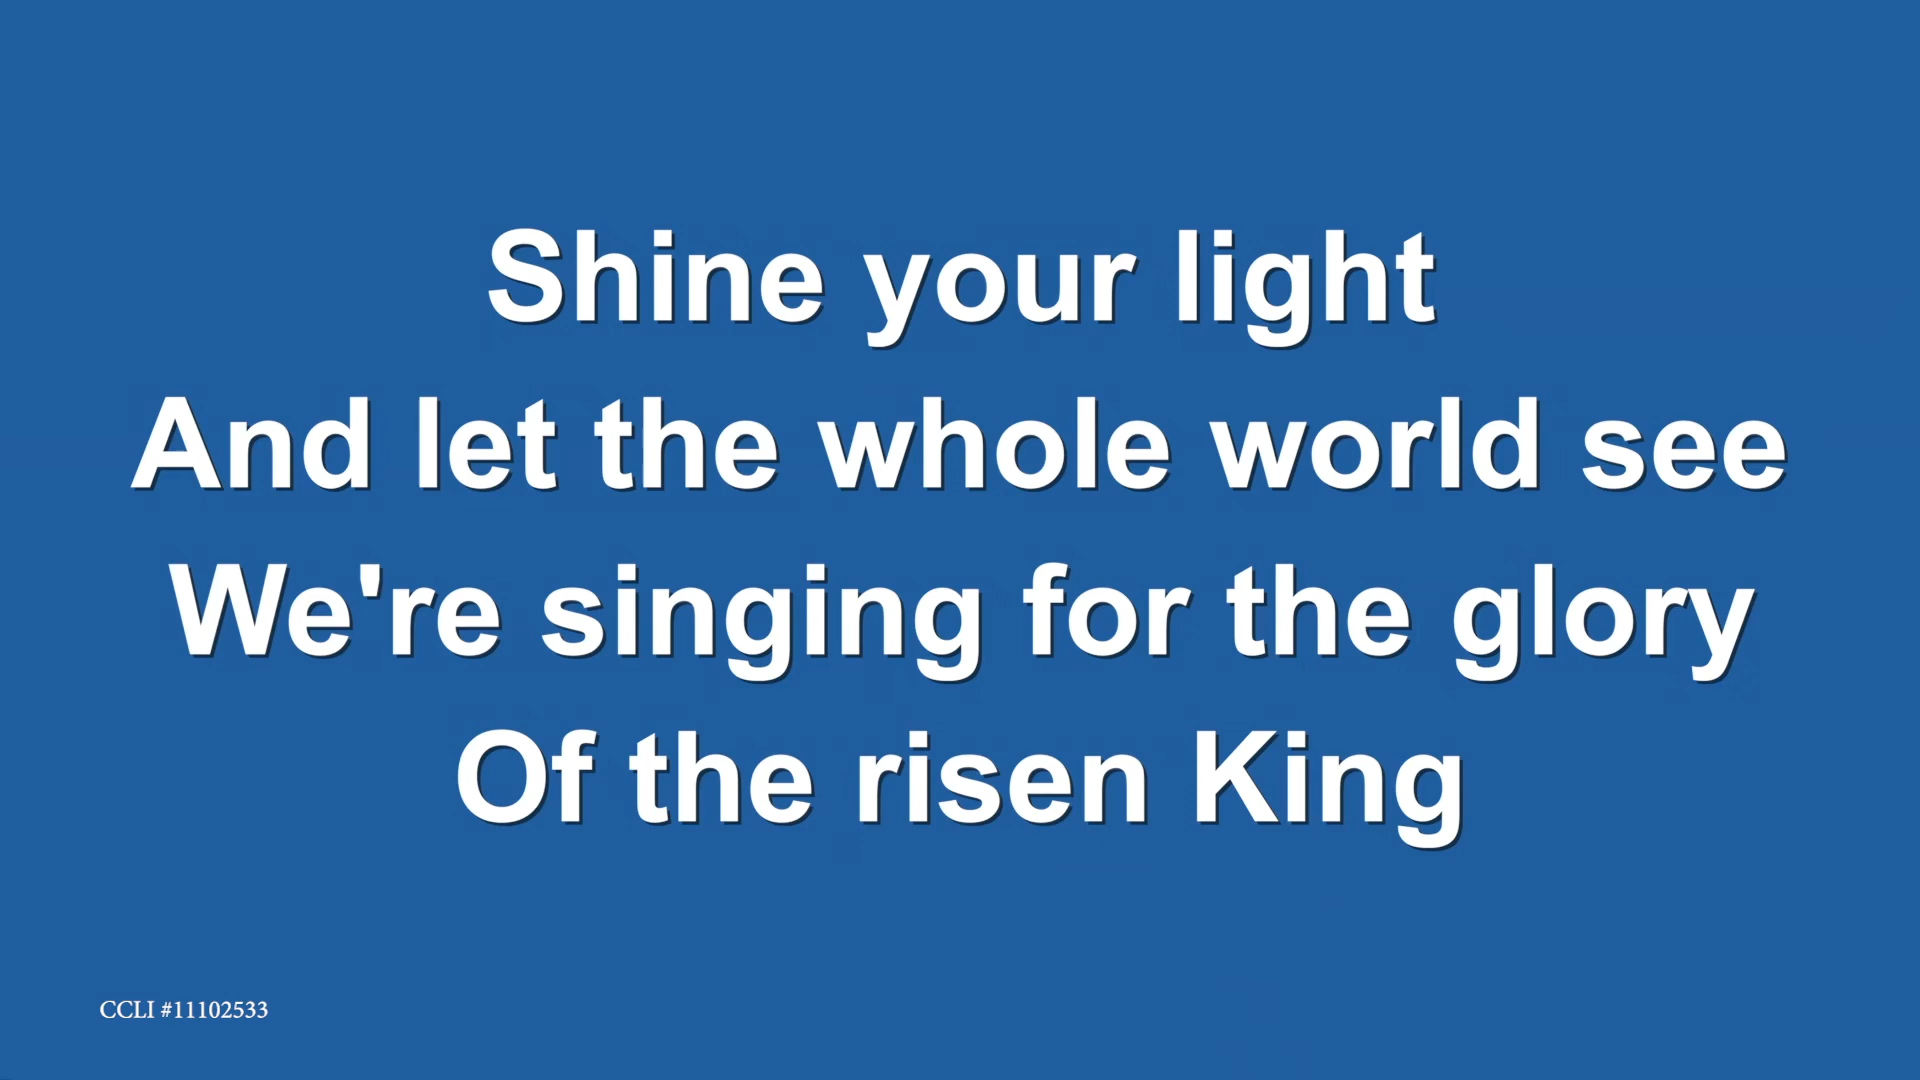 Shine your light
And let the whole world see
We're singing for the glory
Of the risen King
CCLI #11102533